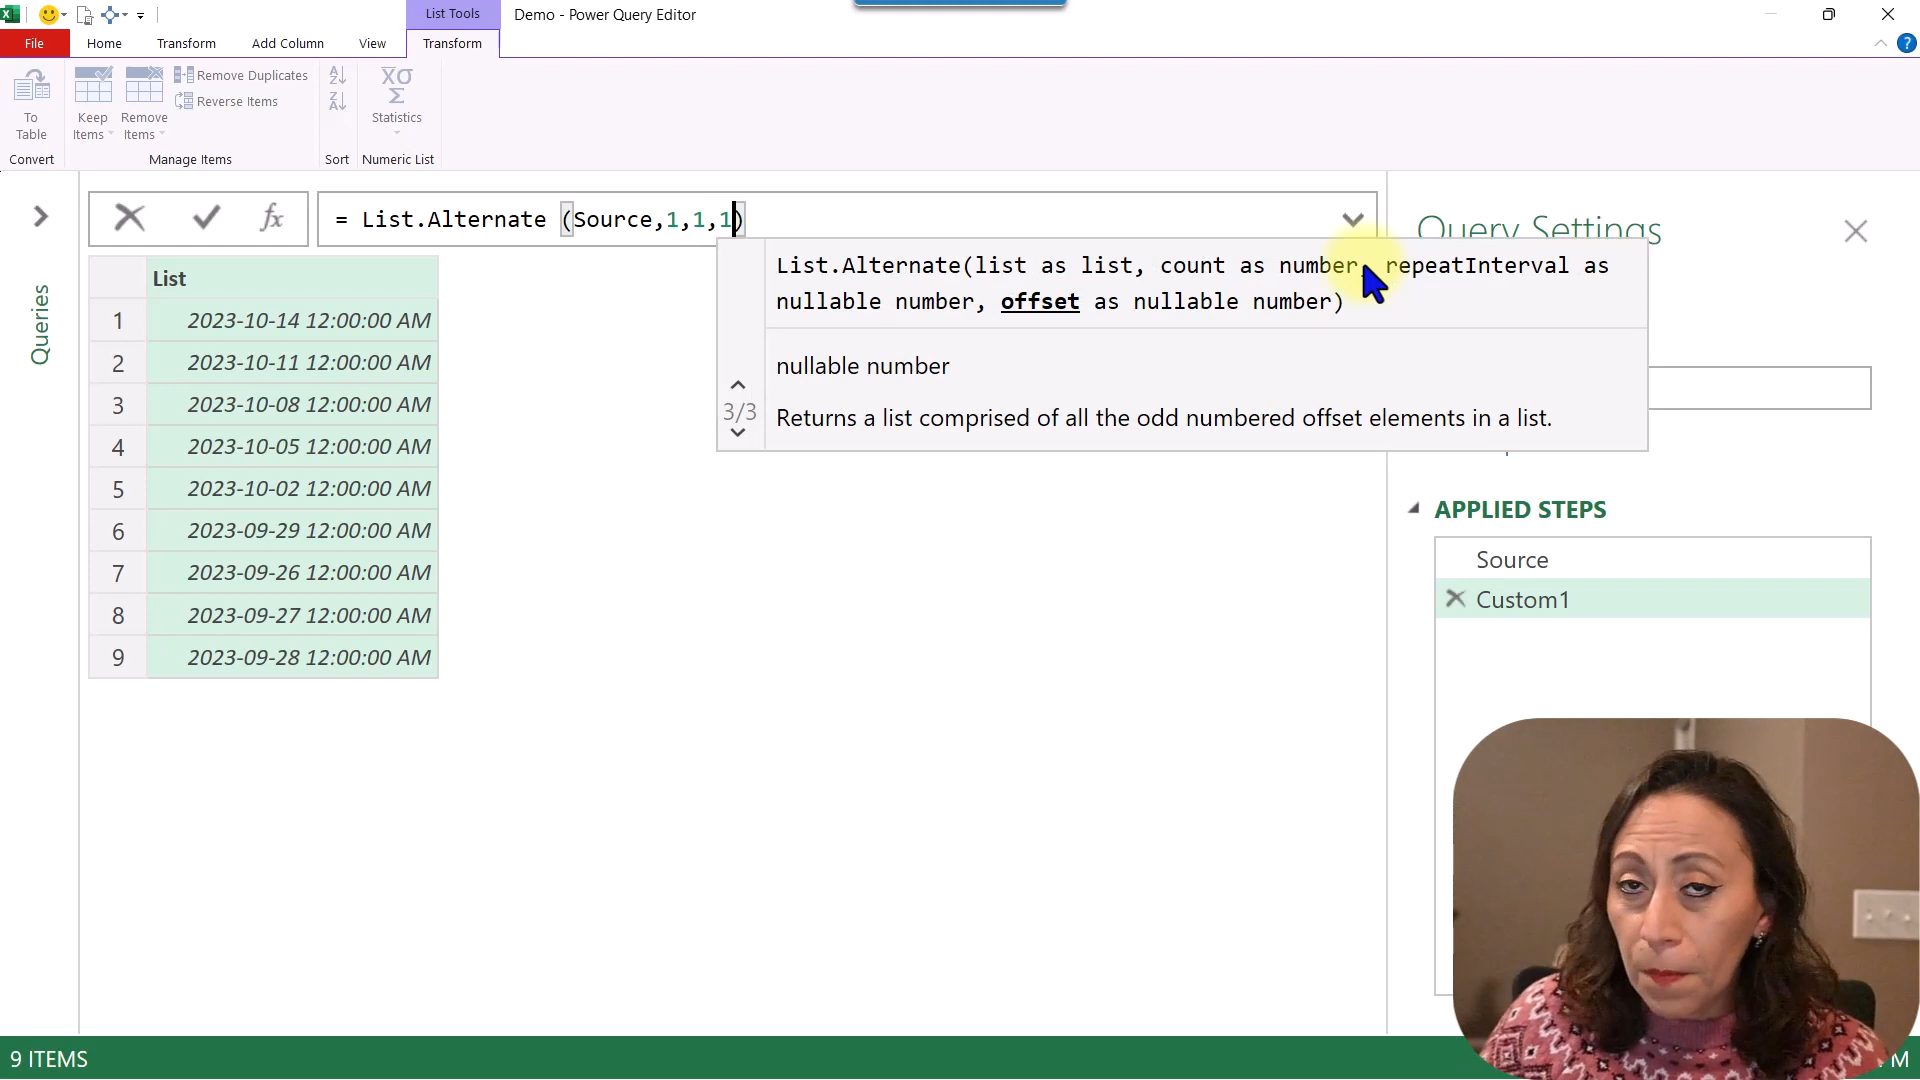 List Tools
Demo - Power Query Editor
File
Home
Transform
Add Column
View
Transform
To
Table
Keep
Items
Remove
Items
Remove Duplicates
Reverse Items
Statistics
Convert
Manage Items
Sort
Numeric List
= List.Alternate (Source,1,1,1)
Query Settings
List.Alternate(list as list, count as number, repeatInterval as
nullable number, offset as nullable number)
nullable number
3/3
Returns a list comprised of all the odd numbered offset elements in a list.
Queries
List
1 2023-10-14 12:00:00 AM
2 2023-10-11 12:00:00 AM
3 2023-10-08 12:00:00 AM
4 2023-10-05 12:00:00 AM
5 2023-10-02 12:00:00 AM
6 2023-09-29 12:00:00 AM
7 2023-09-26 12:00:00 AM
8 2023-09-27 12:00:00 AM
9 2023-09-28 12:00:00 AM
APPLIED STEPS
Source
Custom1
9 ITEMS